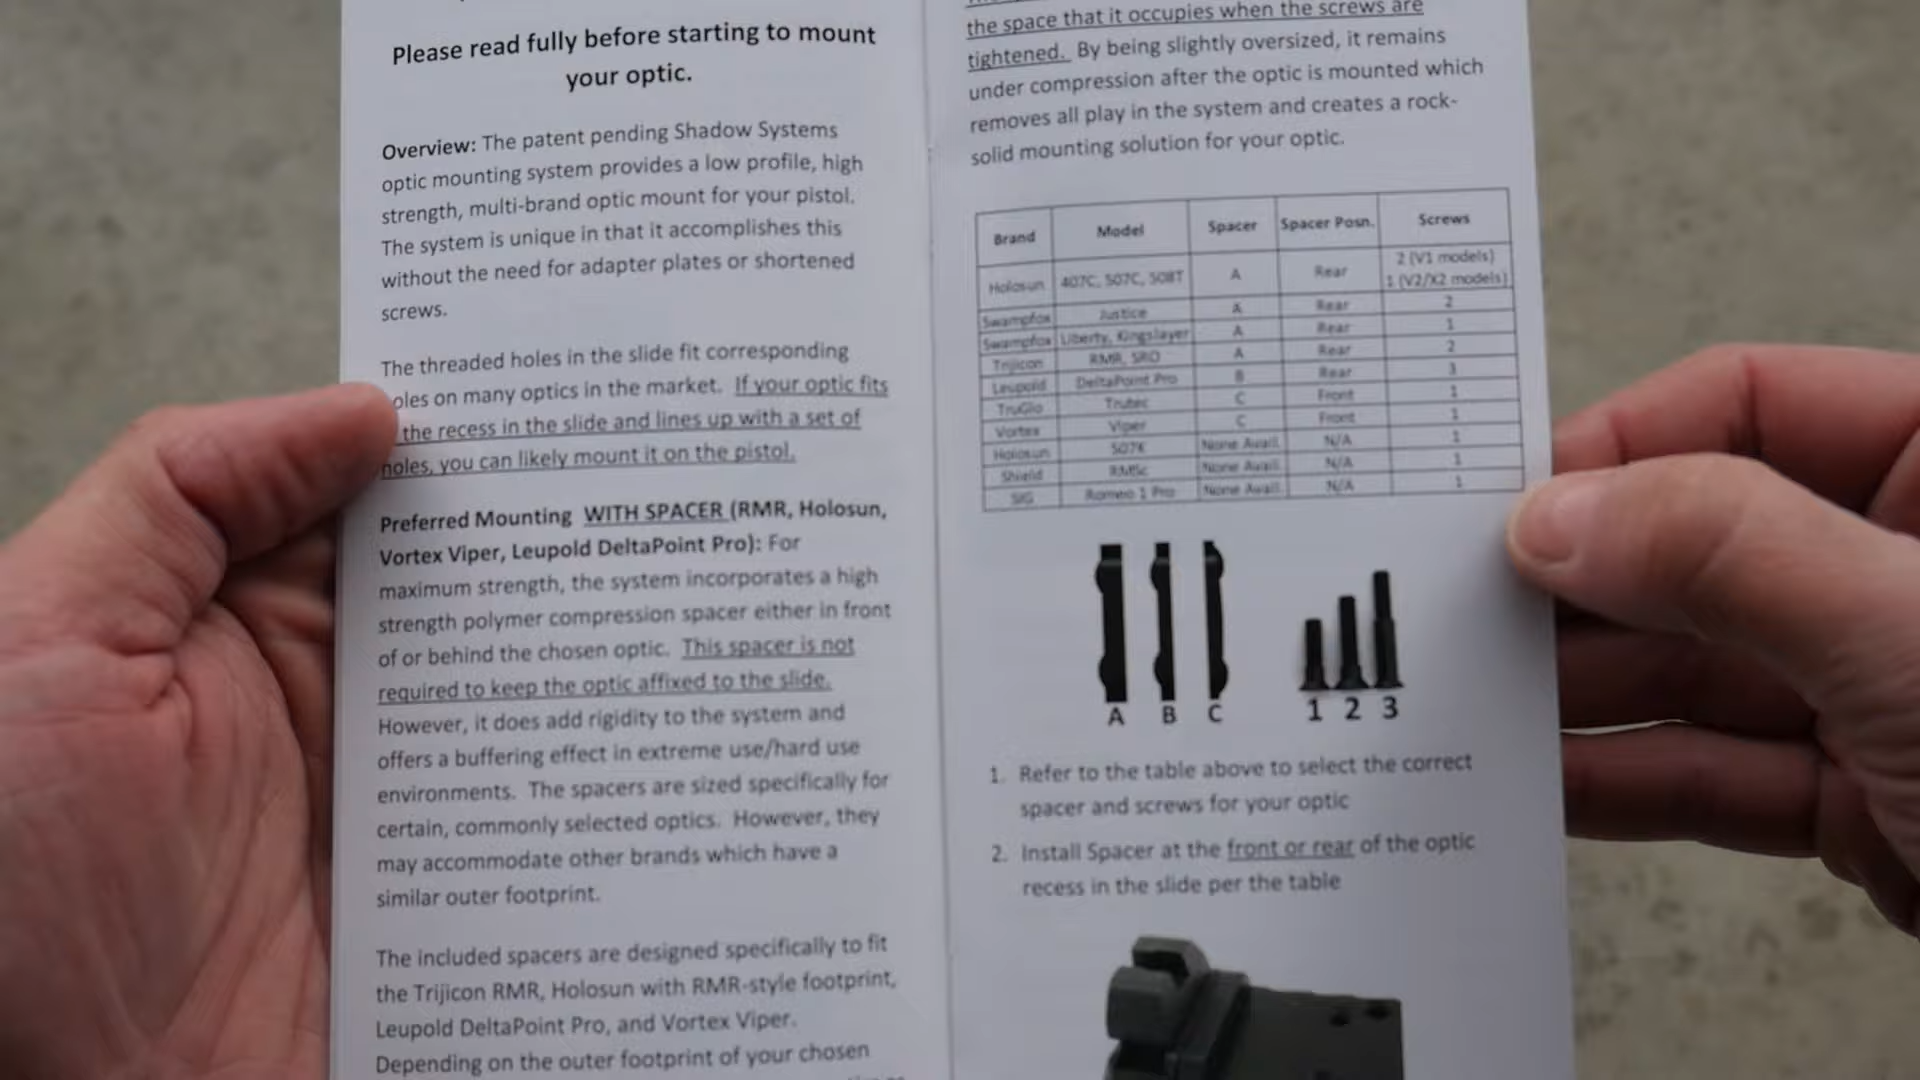 Please read fully before starting to mount
your optic.
Overview: The patent pending Shadow Systems
optic mounting system provides a low profile, high
strength, multi-brand optic mount for your pistol.
The system is unique in that it accomplishes this
without the need for adapter plates or shortened
screws.
The threaded holes in the slide fit corresponding
oles on many optics in the market. If your optic fits
the recess in the slide and lines up with a set of
holes, you can likely mount it on the pistol.
Preferred Mounting WITH SPACER (RMR, Holosun,
Vortex Viper, Leupold DeltaPoint Pro): For
maximum strength, the system incorporates a high
strength polymer compression spacer either in front
of or behind the chosen optic. This spacer is not
required to keep the optic affixed to the slide.
However, it does add rigidity to the system and
offers a buffering effect in extreme use/hard use
environments. The spacers are sized specifically for
certain, commonly selected optics. However, they
may accommodate other brands which have a
similar outer footprint.
The included spacers are designed specifically to fit
the Trijicon RMR, Holosun with RMR-style footprint,
Leupold DeltaPoint Pro, and Vortex Viper.
Depending on the outer footprint of your chosen
the space that it occupies when the screws are
tightened. By being slightly oversized, it remains
under compression after the optic is mounted which
removes all play in the system and creates a rock-
solid mounting solution for your optic.
Brand Model Spacer Spacer Posn. Screws
Holosun 407C, 507C, 508T A Rear 2 (V1 models)
1 (V2/X2 models)
Swampfox Justice A Rear 2
Swampfox Liberty, Kingslayer A Rear 1
Trijicon RMR, SRO A Rear 2
Leupold DeltaPoint Pro B Rear 3
TruGlo Trutec C Front 1
Vortex Viper C Front 1
Holosun 507K None Avail. N/A 1
Shield RMSc None Avail. N/A 1
SIG Romeo 1 Pro None Avail. N/A 1
A B C 1 2 3
1. Refer to the table above to select the correct
spacer and screws for your optic
2. Install Spacer at the front or rear of the optic
recess in the slide per the table